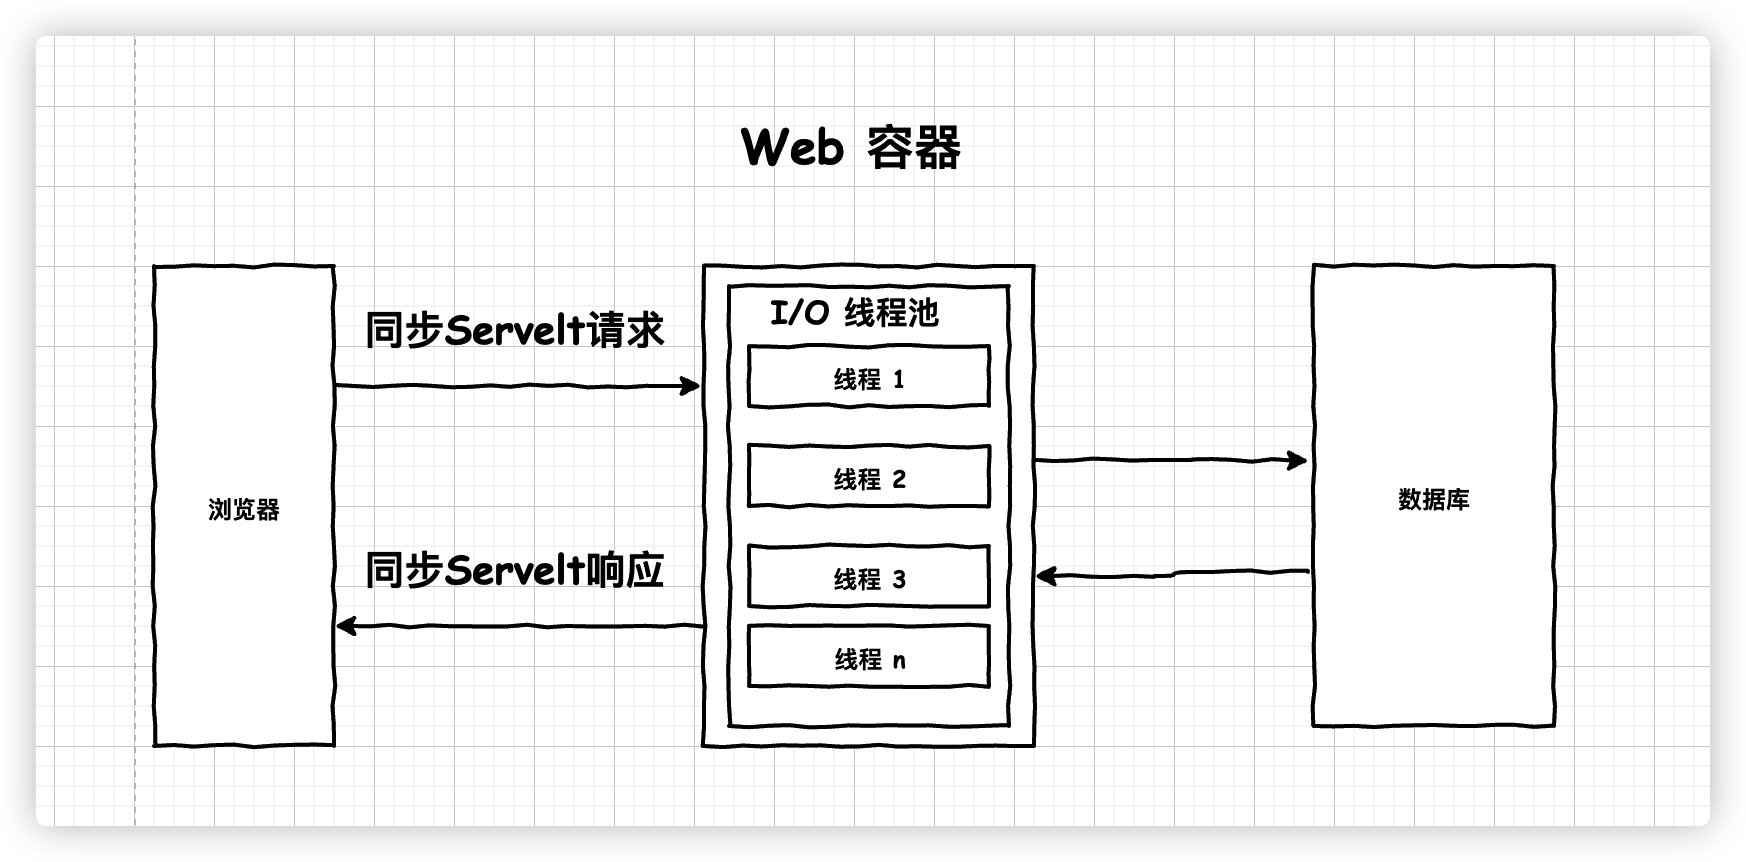 Web 容器
同步Servelt请求
I/O 线程池
线程 1
线程 2
浏览器
数据库
同步Servelt响应
线程 3
线程 n